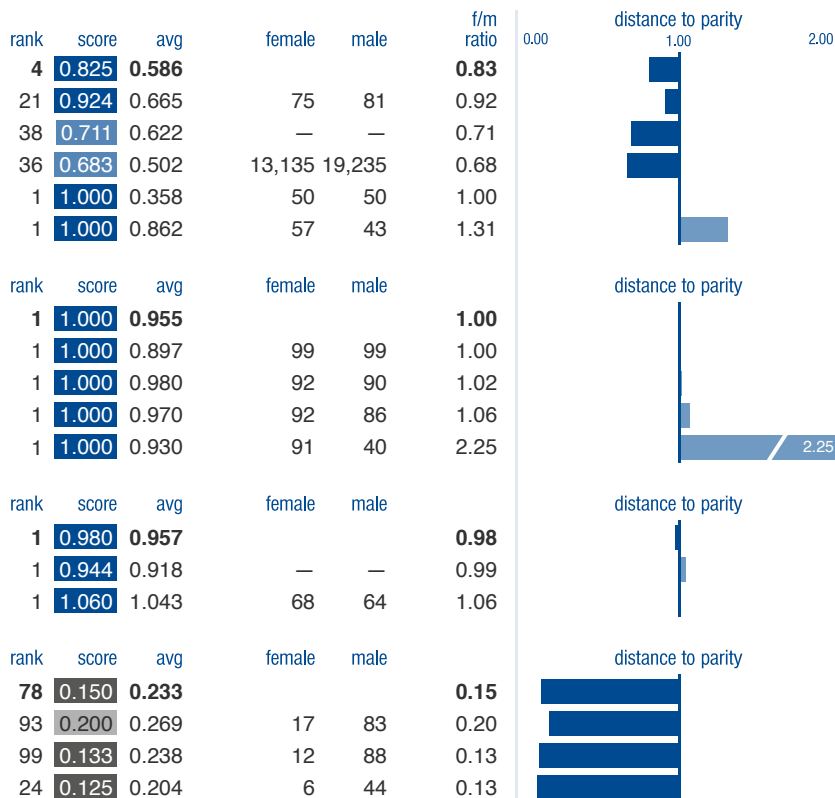 f/m distance to parity
rank score avg female male ratio 0.00 1.00 2.00
4 0.825 0.586 0.83
21 0.924 0.665 75 81 0.92
38 0.711 0.622 — — 0.71
36 0.683 0.502 13,135 19,235 0.68
1 1.000 0.358 50 50 1.00
1 1.000 0.862 57 43 1.31
rank score avg female male distance to parity
1 1.000 0.955 1.00
1 1.000 0.897 99 99 1.00
1 1.000 0.980 92 90 1.02
1 1.000 0.970 92 86 1.06
1 1.000 0.930 91 40 2.25 2.25
rank score avg female male distance to parity
1 0.980 0.957 0.98
1 0.944 0.918 — — 0.99
1 1.060 1.043 68 64 1.06
rank score avg female male distance to parity
78 0.150 0.233 0.15
93 0.200 0.269 17 83 0.20
99 0.133 0.238 12 88 0.13
24 0.125 0.204 6 44 0.13